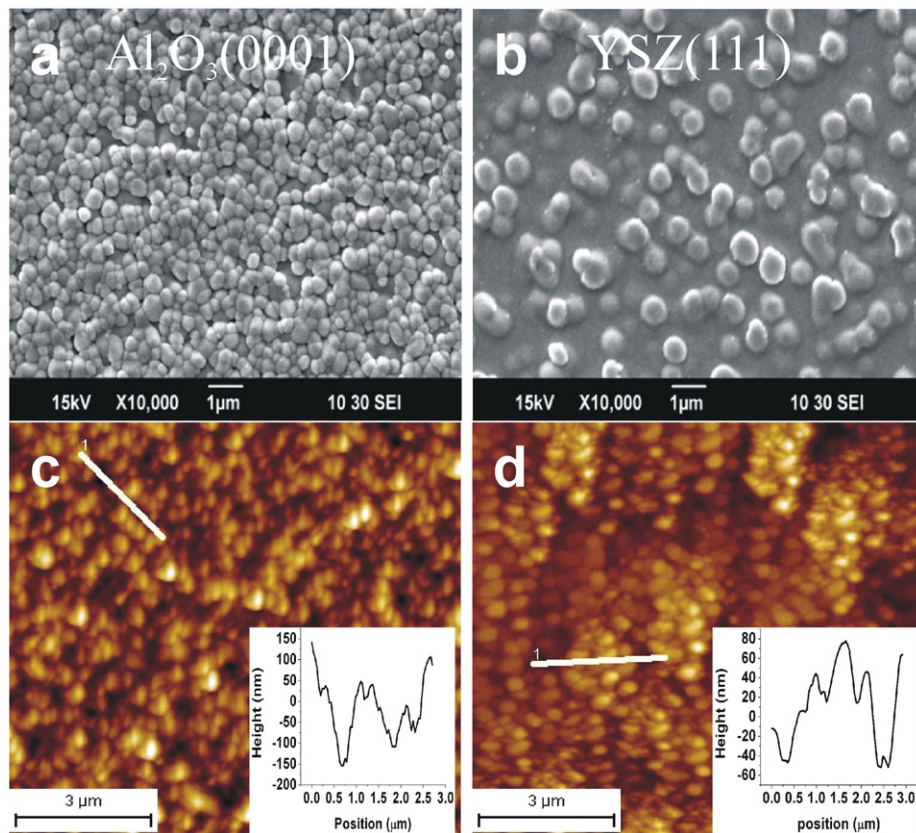 a Al₂O₃(0001)
b YSZ(111)
15kV X10,000 1µm 10 30 SEI
15kV X10,000 1µm 10 30 SEI
c
1
3 µm
Height (nm)
150
100
50
0
-50
-100
-150
-200
0.0 0.5 1.0 1.5 2.0 2.5 3.0
Position (µm)
d
1
3 µm
Height (nm)
80
60
40
20
0
-20
-40
-60
0.0 0.5 1.0 1.5 2.0 2.5 3.0
position (µm)